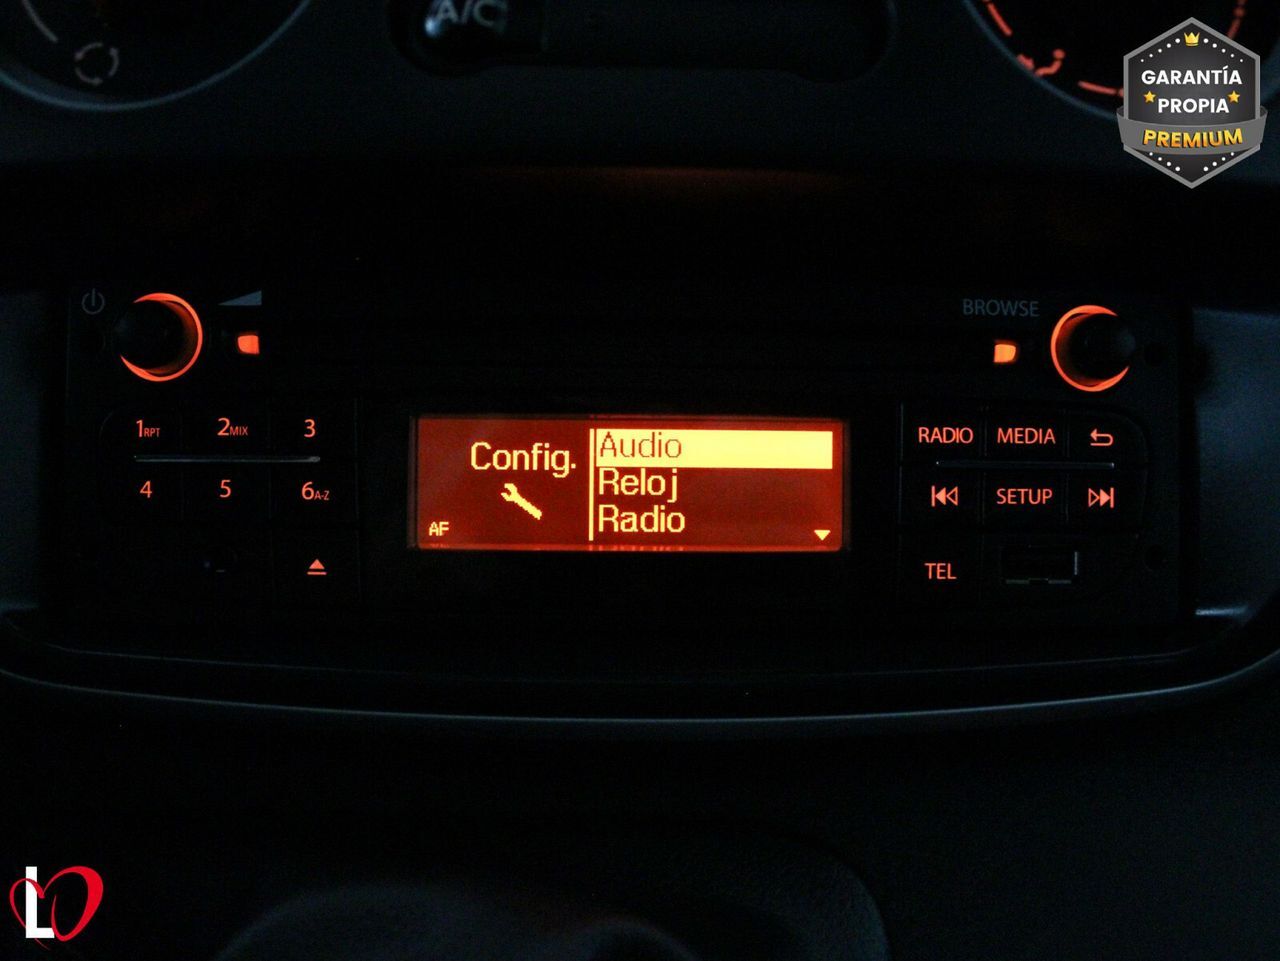 A/C
GARANTÍA
PROPIA
PREMIUM
BROWSE
1RPT 2MIX 3
4 5 6A-Z
Config.
AF
Audio
Reloj
Radio
RADIO MEDIA
SETUP
TEL
L